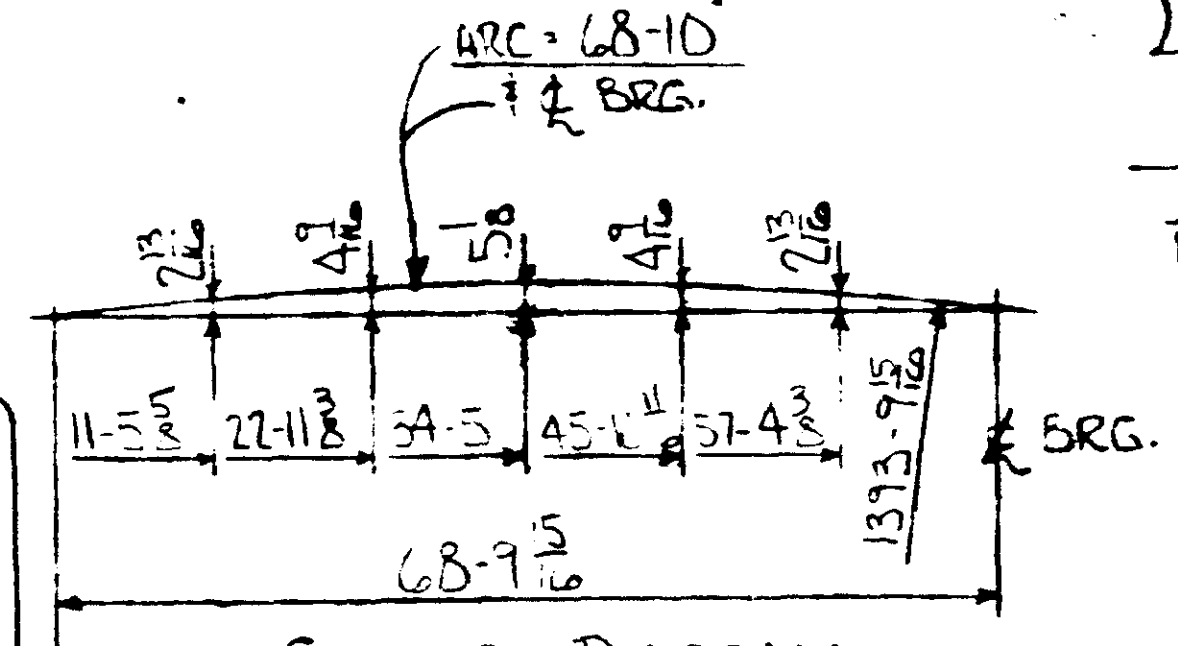 ARC = 68-10"
℄ BRG.
2 13/16 4 9/16 5 1/8 4 9/16 2 13/16
11-5 5/8 22-11 3/8 34-5 45-10 11/16 57-4 3/8 1393-9 15/16 ℄ BRG.
68-9 15/16